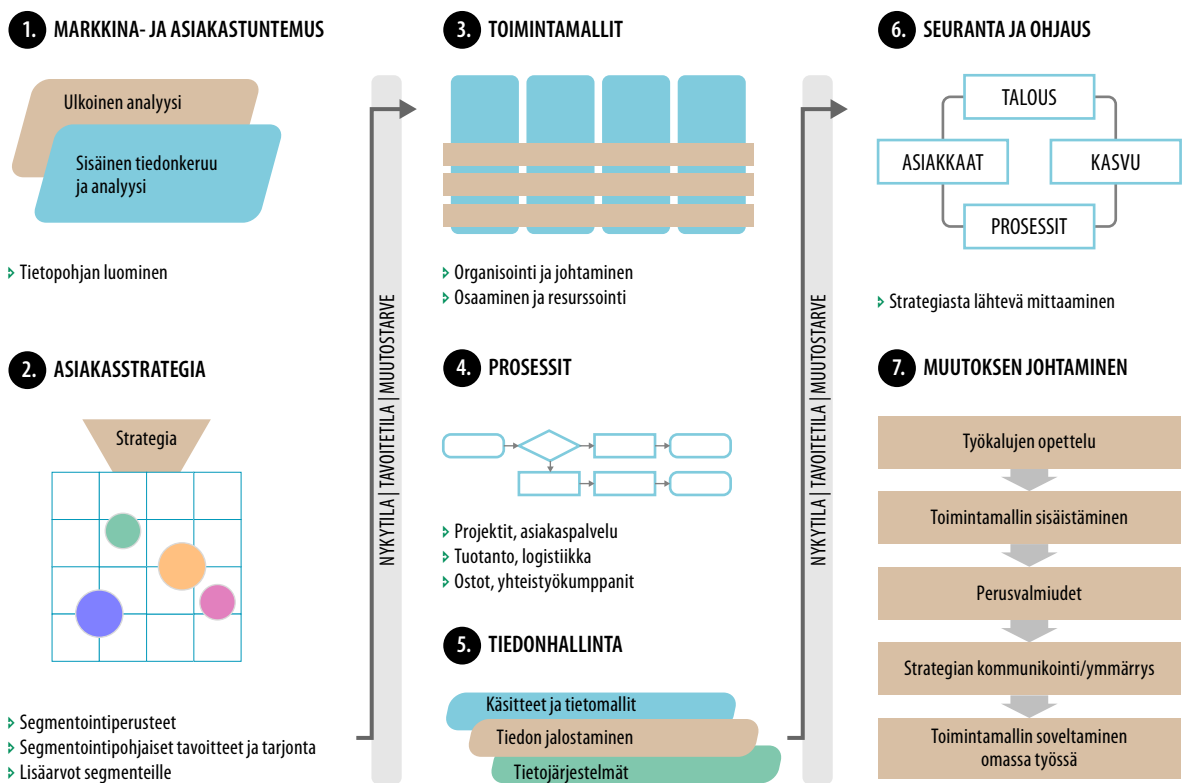 1. MARKKINA- JA ASIAKASTUNTEMUS
Ulkoinen analyysi
Sisäinen tiedonkeruu
ja analyysi
Tietopohjan luominen
2. ASIAKASSTRATEGIA
Strategia
Segmentointiperusteet
Segmentointipohjaiset tavoitteet ja tarjonta
Lisäarvot segmenteille
NYKYTILA | TAVOITETILA | MUUTOSTARVE
3. TOIMINTAMALLIT
Organisointi ja johtaminen
Osaaminen ja resurssointi
4. PROSESSIT
Projektit, asiakaspalvelu
Tuotanto, logistiikka
Ostot, yhteistyökumppanit
5. TIEDONHALLINTA
Käsitteet ja tietomallit
Tiedon jalostaminen
Tietojärjestelmät
NYKYTILA | TAVOITETILA | MUUTOSTARVE
6. SEURANTA JA OHJAUS
TALOUS
ASIAKKAAT
KASVU
PROSESSIT
Strategiasta lähtevä mittaaminen
7. MUUTOKSEN JOHTAMINEN
Työkalujen opettelu
Toimintamallin sisäistäminen
Perusvalmiudet
Strategian kommunikointi/ymmärrys
Toimintamallin soveltaminen
omassa työssä